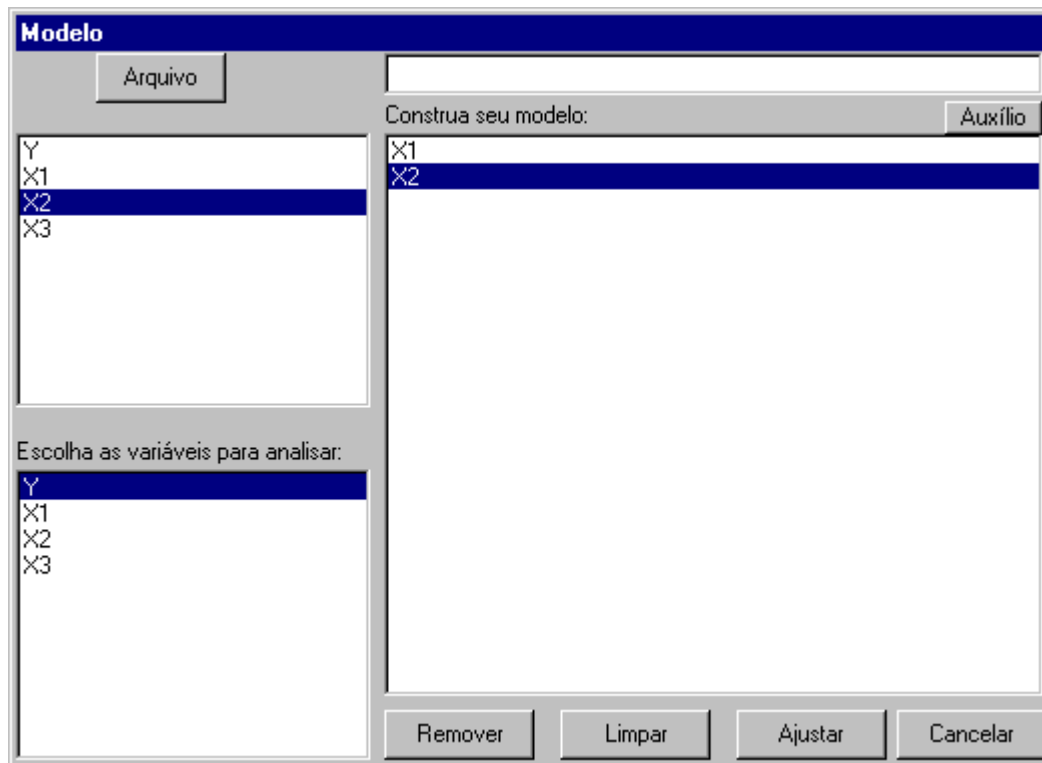 Modelo
Arquivo
Construa seu modelo:
Auxílio
Y
X1
X2
X3
X1
X2
Escolha as variáveis para analisar:
Y
X1
X2
X3
Remover
Limpar
Ajustar
Cancelar